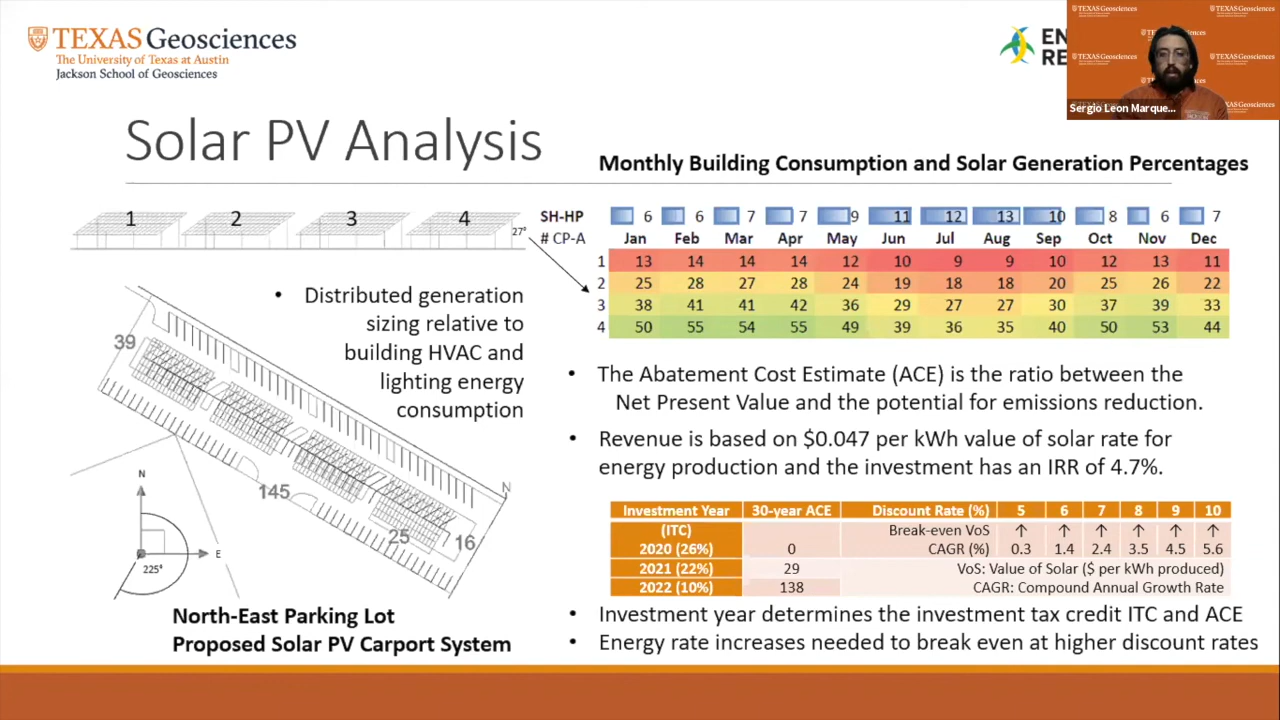 TEXAS Geosciences
The University of Texas at Austin
Jackson School of Geosciences
EN
RE
TEXAS Geosciences
Sergio Leon Marque...
Solar PV Analysis
Monthly Building Consumption and Solar Generation Percentages
1 2 3 4
27°
SH-HP 6 6 7 7 9 11 12 13 10 8 6 7
# CP-A Jan Feb Mar Apr May Jun Jul Aug Sep Oct Nov Dec
1 13 14 14 14 12 10 9 9 10 12 13 11
2 25 28 27 28 24 19 18 18 20 25 26 22
3 38 41 41 42 36 29 27 27 30 37 39 33
4 50 55 54 55 49 39 36 35 40 50 53 44
• Distributed generation
sizing relative to
building HVAC and
lighting energy
consumption
39
145
25
16
N
N
E
225°
North-East Parking Lot
Proposed Solar PV Carport System
• The Abatement Cost Estimate (ACE) is the ratio between the
Net Present Value and the potential for emissions reduction.
• Revenue is based on $0.047 per kWh value of solar rate for
energy production and the investment has an IRR of 4.7%.
Investment Year 30-year ACE Discount Rate (%) 5 6 7 8 9 10
(ITC) Break-even VoS ↑ ↑ ↑ ↑ ↑ ↑
2020 (26%) 0 CAGR (%) 0.3 1.4 2.4 3.5 4.5 5.6
2021 (22%) 29 VoS: Value of Solar ($ per kWh produced)
2022 (10%) 138 CAGR: Compound Annual Growth Rate
• Investment year determines the investment tax credit ITC and ACE
• Energy rate increases needed to break even at higher discount rates